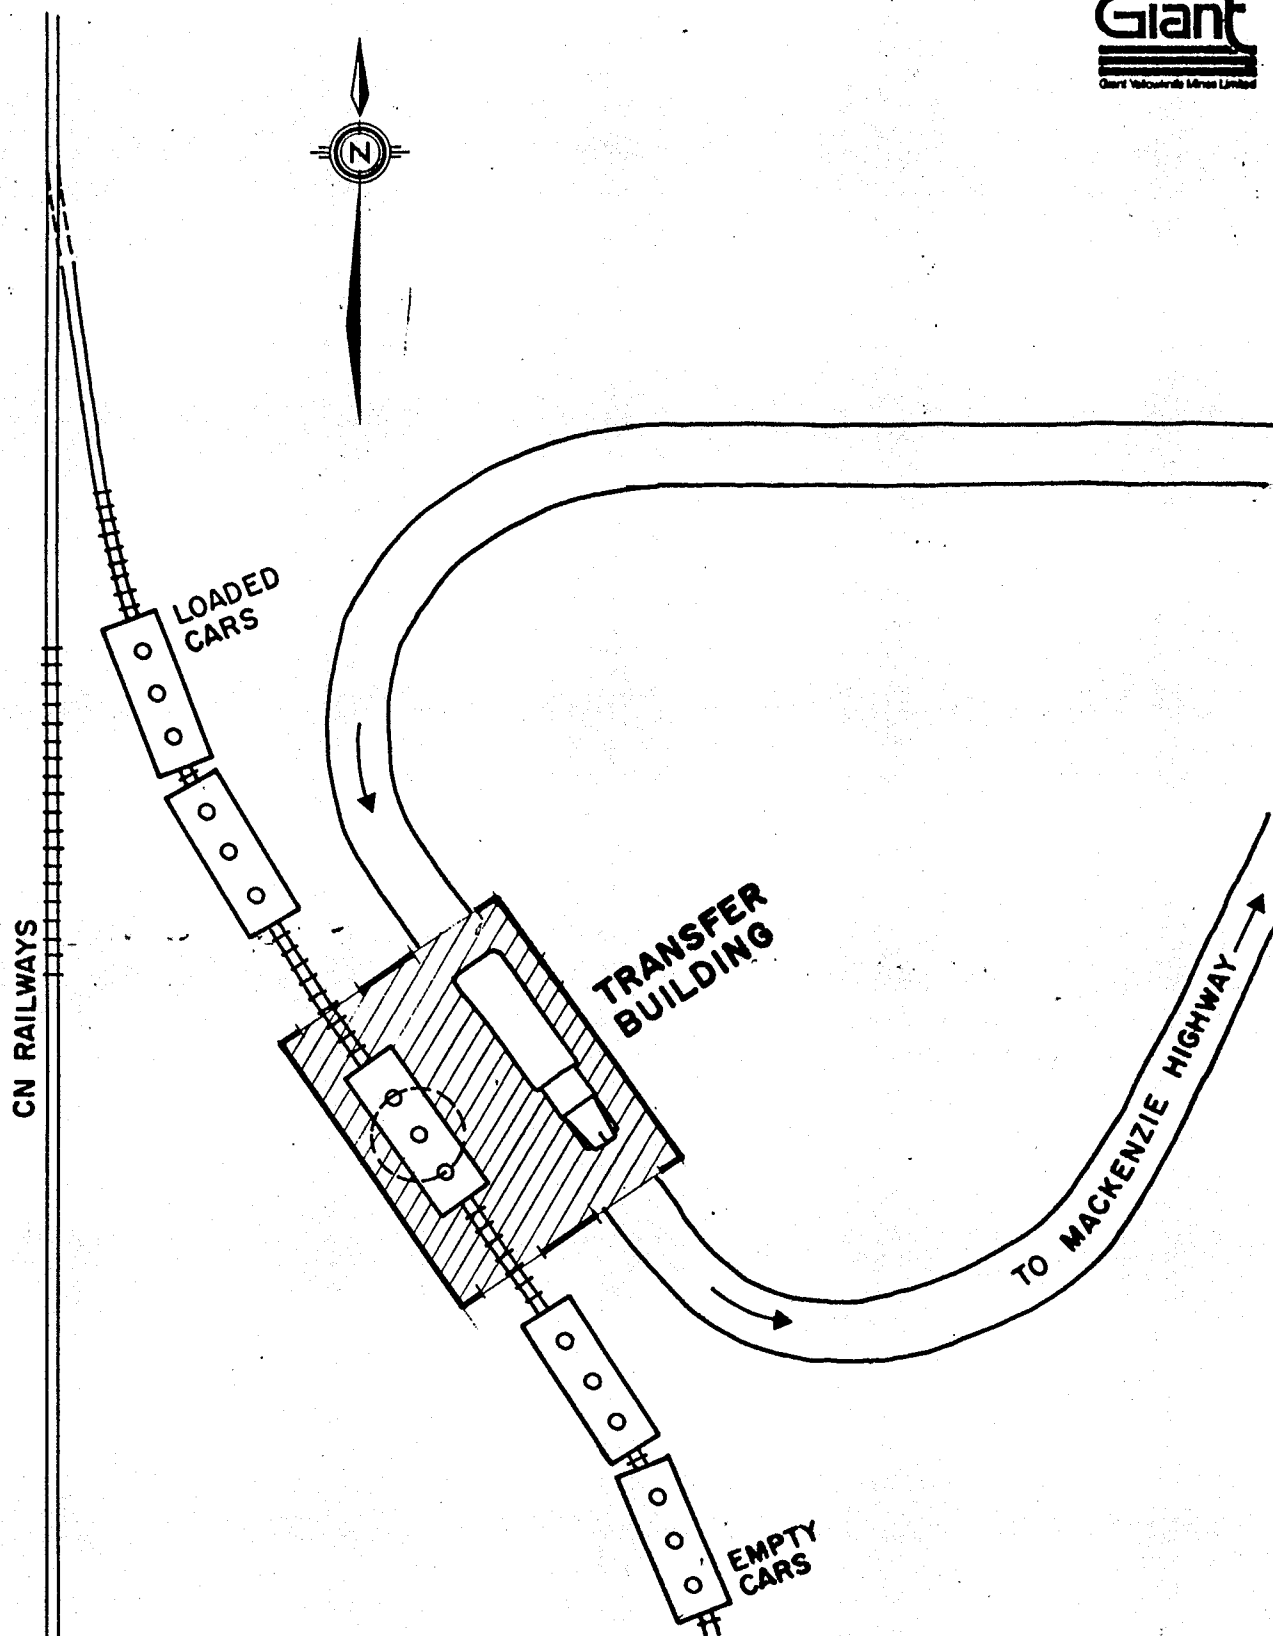 Giant
Giant Yellowknife Mines Limited
N
LOADED
CARS
TRANSFER
BUILDING
CN RAILWAYS
TO MACKENZIE HIGHWAY
EMPTY
CARS